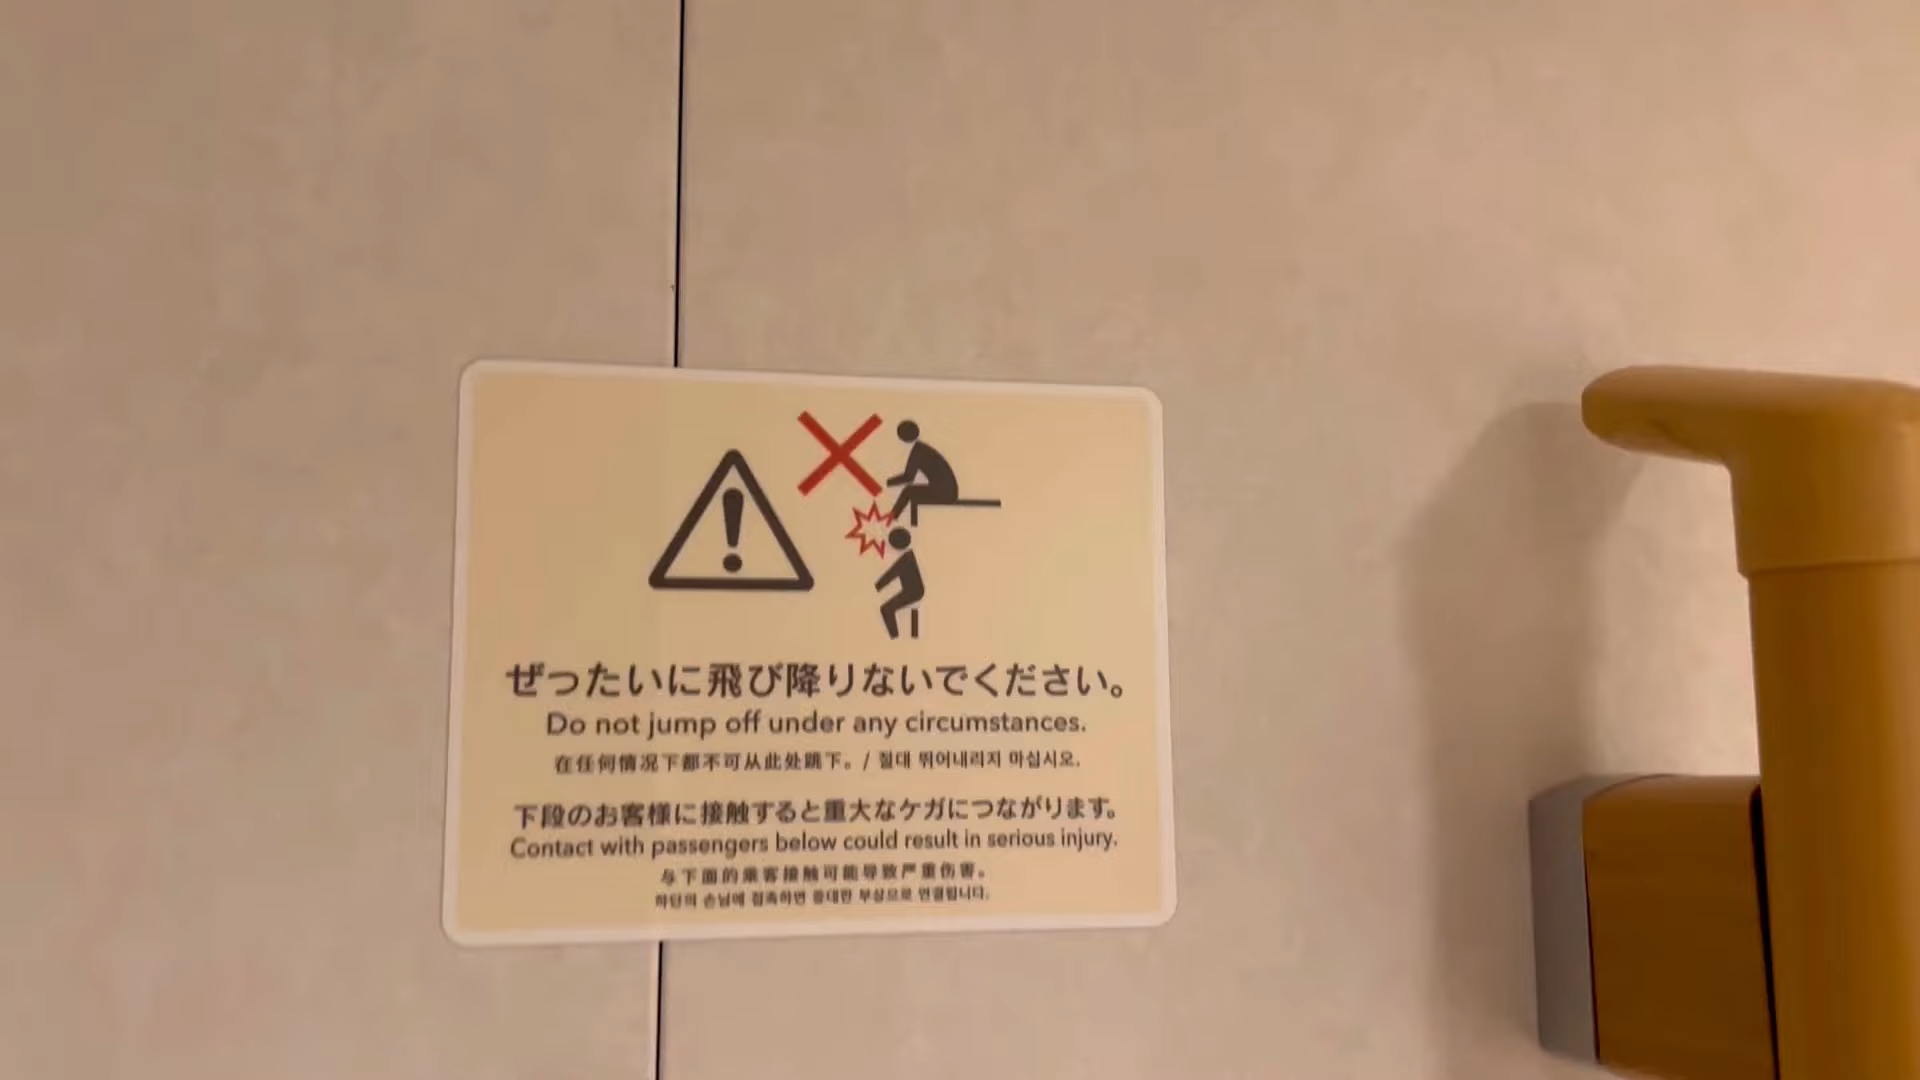 ぜったいに飛び降りないでください。
Do not jump off under any circumstances.
在任何情况下都不可从此处跳下。/ 절대 뛰어내리지 마십시오.
下段のお客様に接触すると重大なケガにつながります。
Contact with passengers below could result in serious injury.
与下面的乘客接触可能导致严重伤害。
하단의 손님에 접촉하면 중대한 부상으로 연결됩니다.